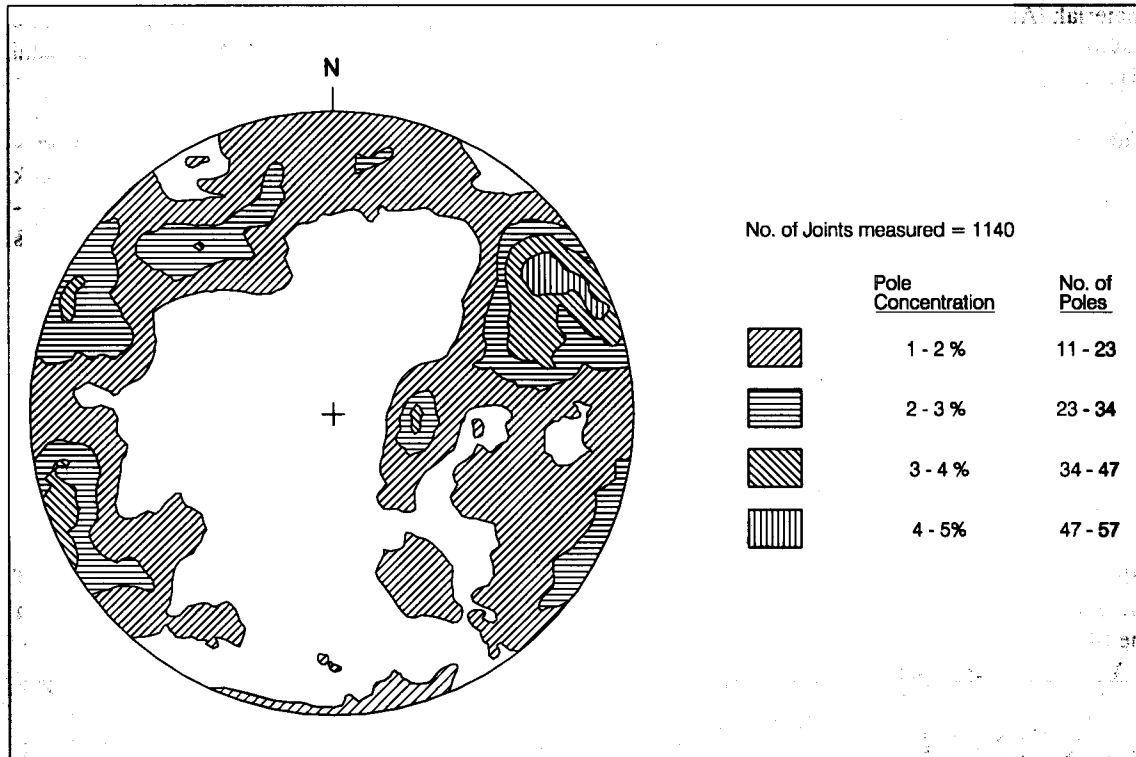 N
No. of Joints measured = 1140
Pole Concentration No. of Poles
1 - 2 % 11 - 23
2 - 3 % 23 - 34
3 - 4 % 34 - 47
4 - 5% 47 - 57